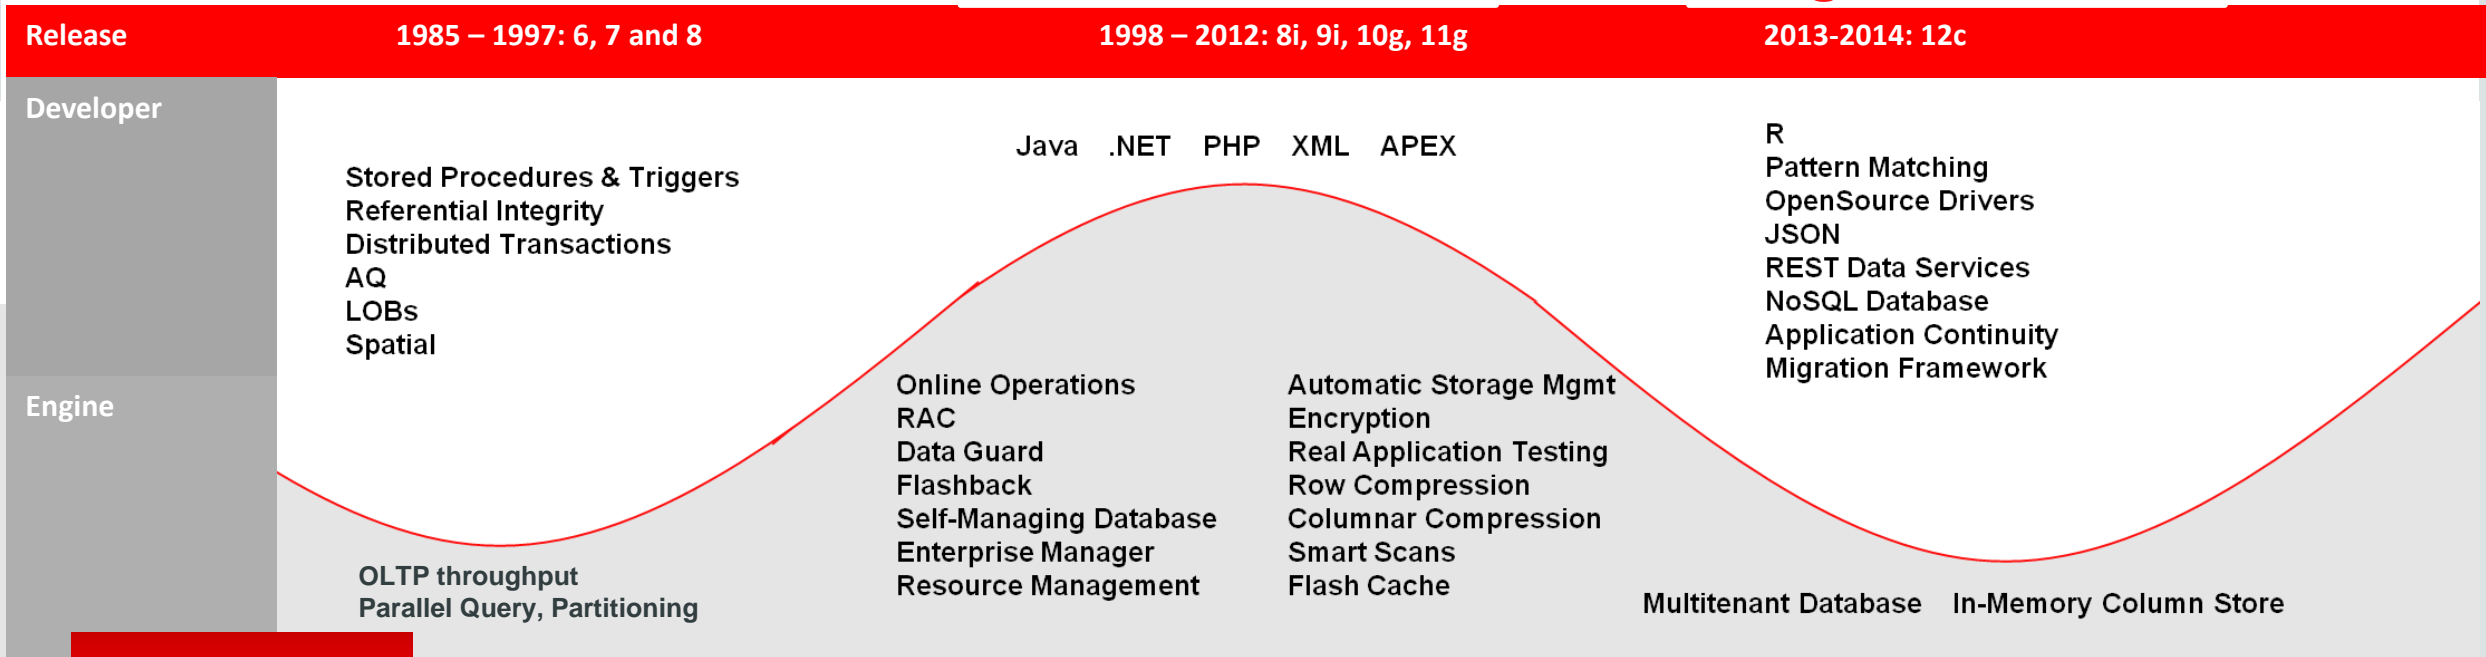 Release 1985 – 1997: 6, 7 and 8 1998 – 2012: 8i, 9i, 10g, 11g 2013-2014: 12c
Developer
Stored Procedures & Triggers
Referential Integrity
Distributed Transactions
AQ
LOBs
Spatial
Java .NET PHP XML APEX
R
Pattern Matching
OpenSource Drivers
JSON
REST Data Services
NoSQL Database
Application Continuity
Migration Framework
Engine
OLTP throughput
Parallel Query, Partitioning
Online Operations
RAC
Data Guard
Flashback
Self-Managing Database
Enterprise Manager
Resource Management
Automatic Storage Mgmt
Encryption
Real Application Testing
Row Compression
Columnar Compression
Smart Scans
Flash Cache
Multitenant Database In-Memory Column Store